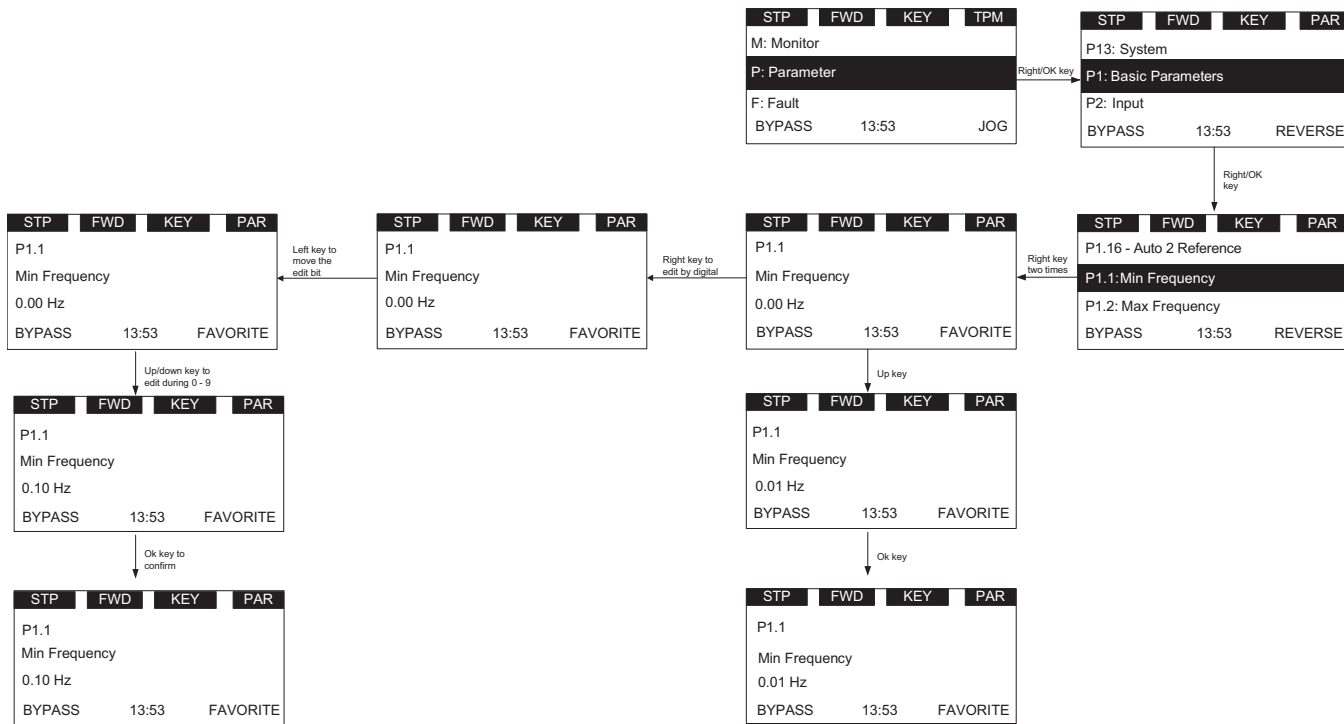 STP FWD KEY TPM
M: Monitor
P: Parameter
F: Fault
BYPASS 13:53 JOG
Right/OK key
STP FWD KEY PAR
P13: System
P1: Basic Parameters
P2: Input
BYPASS 13:53 REVERSE
Right/OK
key
STP FWD KEY PAR
P1.16 - Auto 2 Reference
P1.1:Min Frequency
P1.2: Max Frequency
BYPASS 13:53 REVERSE
Right key
two times
STP FWD KEY PAR
P1.1
Min Frequency
0.00 Hz
BYPASS 13:53 FAVORITE
Right key to
edit by digital
STP FWD KEY PAR
P1.1
Min Frequency
0.00 Hz
BYPASS 13:53 FAVORITE
Left key to
move the
edit bit
STP FWD KEY PAR
P1.1
Min Frequency
0.00 Hz
BYPASS 13:53 FAVORITE
Up/down key to
edit during 0 - 9
STP FWD KEY PAR
P1.1
Min Frequency
0.10 Hz
BYPASS 13:53 FAVORITE
Ok key to
confirm
STP FWD KEY PAR
P1.1
Min Frequency
0.10 Hz
BYPASS 13:53 FAVORITE
Up key
STP FWD KEY PAR
P1.1
Min Frequency
0.01 Hz
BYPASS 13:53 FAVORITE
Ok key
STP FWD KEY PAR
P1.1
Min Frequency
0.01 Hz
BYPASS 13:53 FAVORITE